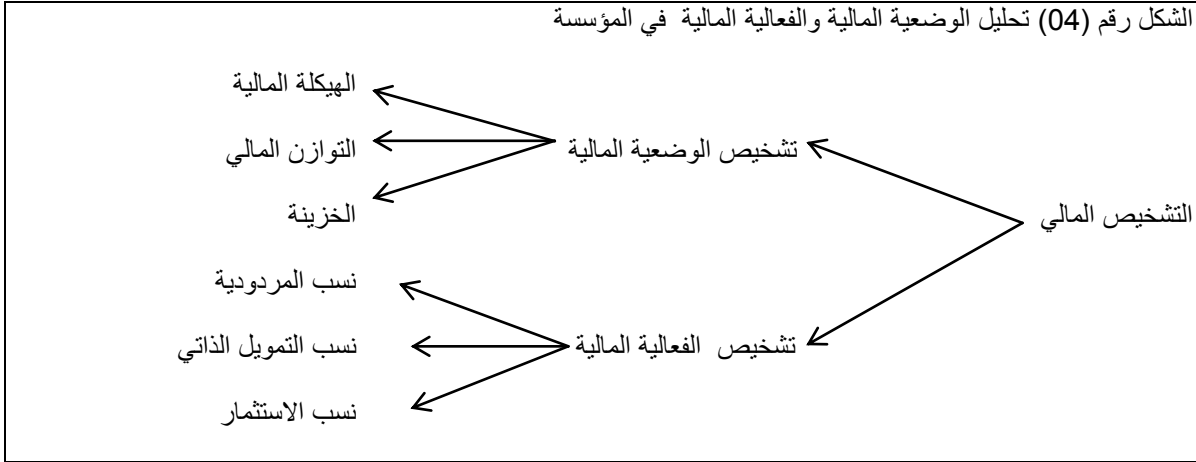 الشكل رقم (04) تحليل الوضعية المالية والفعالية المالية في المؤسسة
الهيكلة المالية
تشخيص الوضعية المالية
التوازن المالي
التشخيص المالي
الخزينة
نسب المردودية
تشخيص الفعالية المالية
نسب التمويل الذاتي
نسب الاستثمار